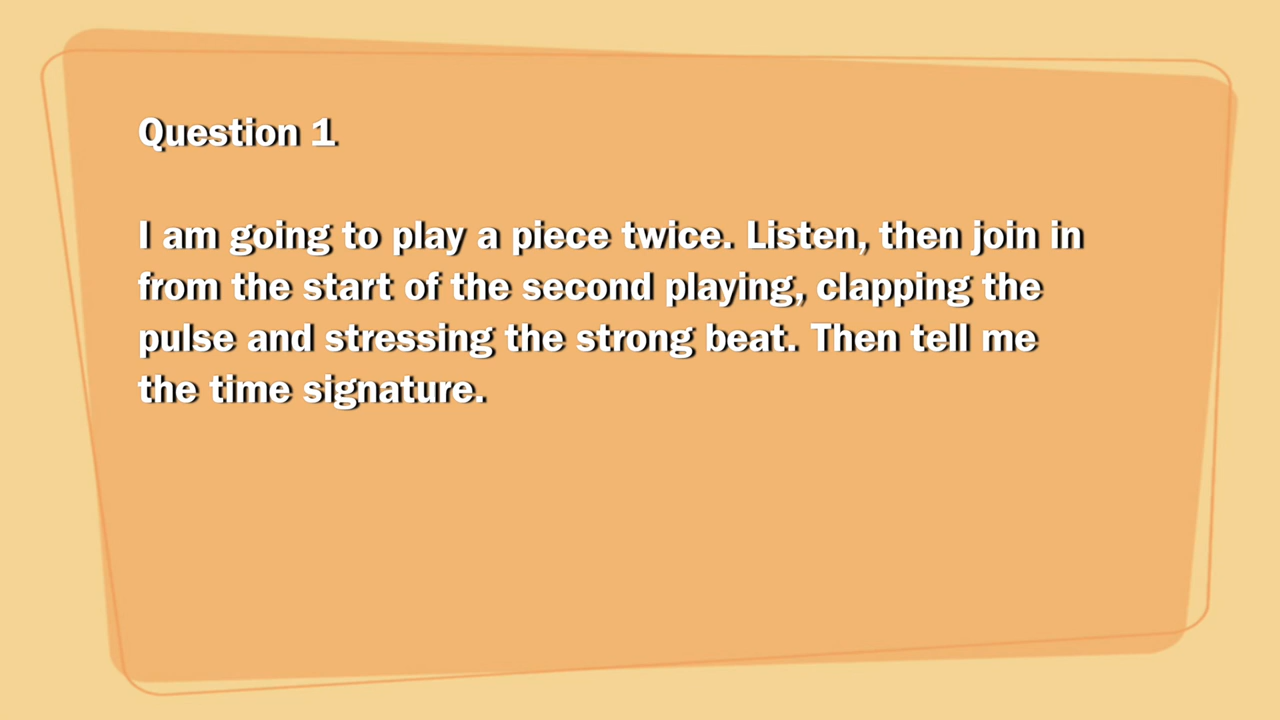 Question 1
I am going to play a piece twice. Listen, then join in
from the start of the second playing, clapping the
pulse and stressing the strong beat. Then tell me
the time signature.